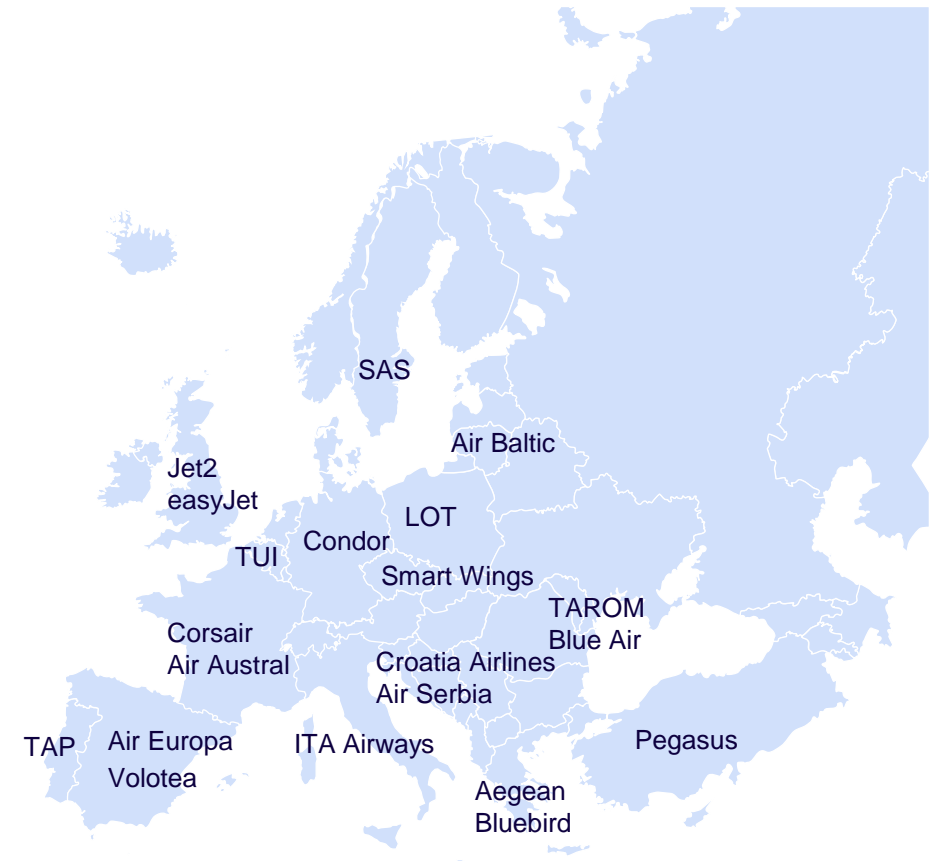 SAS
Air Baltic
Jet2
easyJet
LOT
Condor
TUI
Smart Wings
TAROM
Blue Air
Corsair
Air Austral
Croatia Airlines
Air Serbia
TAP
Air Europa
Volotea
ITA Airways
Pegasus
Aegean
Bluebird